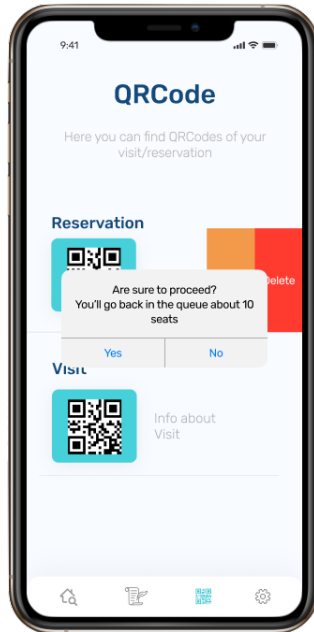 9:41
QRCode
Here you can find QRCodes of your
visit/reservation
Reservation
Delete
Are sure to proceed?
You'll go back in the queue about 10
seats
Yes
No
Visit
Info about
Visit